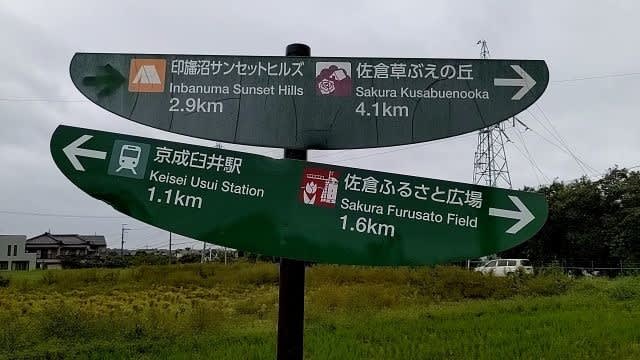 印旛沼サンセットヒルズ
Inbanuma Sunset Hills
2.9km
佐倉草ぶえの丘
Sakura Kusabuenooka
4.1km
京成臼井駅
Keisei Usui Station
1.1km
佐倉ふるさと広場
Sakura Furusato Field
1.6km